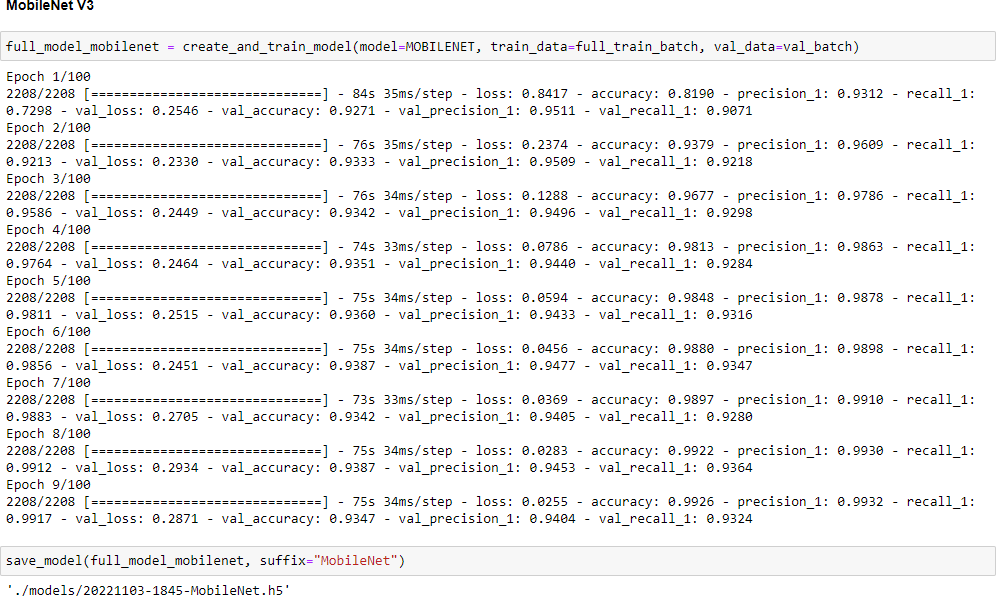 MobileNet V3
full_model_mobilenet = create_and_train_model(model=MOBILENET, train_data=full_train_batch, val_data=val_batch)
Epoch 1/100
2208/2208 [==============================] - 84s 35ms/step - loss: 0.8417 - accuracy: 0.8190 - precision_1: 0.9312 - recall_1:
0.7298 - val_loss: 0.2546 - val_accuracy: 0.9271 - val_precision_1: 0.9511 - val_recall_1: 0.9071
Epoch 2/100
2208/2208 [==============================] - 76s 35ms/step - loss: 0.2374 - accuracy: 0.9379 - precision_1: 0.9609 - recall_1:
0.9213 - val_loss: 0.2330 - val_accuracy: 0.9333 - val_precision_1: 0.9509 - val_recall_1: 0.9218
Epoch 3/100
2208/2208 [==============================] - 76s 34ms/step - loss: 0.1288 - accuracy: 0.9677 - precision_1: 0.9786 - recall_1:
0.9586 - val_loss: 0.2449 - val_accuracy: 0.9342 - val_precision_1: 0.9496 - val_recall_1: 0.9298
Epoch 4/100
2208/2208 [==============================] - 74s 33ms/step - loss: 0.0786 - accuracy: 0.9813 - precision_1: 0.9863 - recall_1:
0.9764 - val_loss: 0.2464 - val_accuracy: 0.9351 - val_precision_1: 0.9440 - val_recall_1: 0.9284
Epoch 5/100
2208/2208 [==============================] - 75s 34ms/step - loss: 0.0594 - accuracy: 0.9848 - precision_1: 0.9878 - recall_1:
0.9811 - val_loss: 0.2515 - val_accuracy: 0.9360 - val_precision_1: 0.9433 - val_recall_1: 0.9316
Epoch 6/100
2208/2208 [==============================] - 75s 34ms/step - loss: 0.0456 - accuracy: 0.9880 - precision_1: 0.9898 - recall_1:
0.9856 - val_loss: 0.2451 - val_accuracy: 0.9387 - val_precision_1: 0.9477 - val_recall_1: 0.9347
Epoch 7/100
2208/2208 [==============================] - 73s 33ms/step - loss: 0.0369 - accuracy: 0.9897 - precision_1: 0.9910 - recall_1:
0.9883 - val_loss: 0.2705 - val_accuracy: 0.9342 - val_precision_1: 0.9405 - val_recall_1: 0.9280
Epoch 8/100
2208/2208 [==============================] - 75s 34ms/step - loss: 0.0283 - accuracy: 0.9922 - precision_1: 0.9930 - recall_1:
0.9912 - val_loss: 0.2934 - val_accuracy: 0.9387 - val_precision_1: 0.9453 - val_recall_1: 0.9364
Epoch 9/100
2208/2208 [==============================] - 75s 34ms/step - loss: 0.0255 - accuracy: 0.9926 - precision_1: 0.9932 - recall_1:
0.9917 - val_loss: 0.2871 - val_accuracy: 0.9347 - val_precision_1: 0.9404 - val_recall_1: 0.9324
save_model(full_model_mobilenet, suffix="MobileNet")
'./models/20221103-1845-MobileNet.h5'